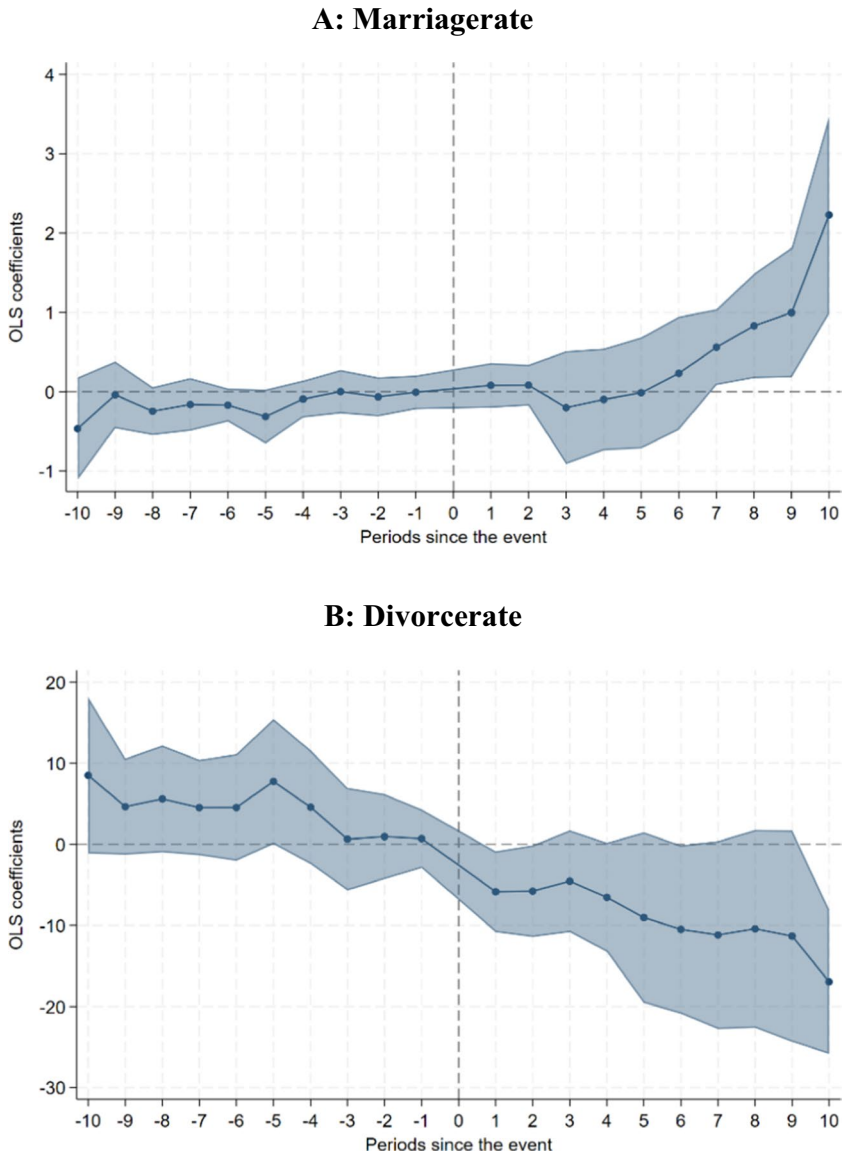 A: Marriagerate
4
3
2
1
0
-1
OLS coefficients
-10 -9 -8 -7 -6 -5 -4 -3 -2 -1 0 1 2 3 4 5 6 7 8 9 10
Periods since the event
B: Divorcerate
20
10
0
-10
-20
-30
OLS coefficients
-10 -9 -8 -7 -6 -5 -4 -3 -2 -1 0 1 2 3 4 5 6 7 8 9 10
Periods since the event